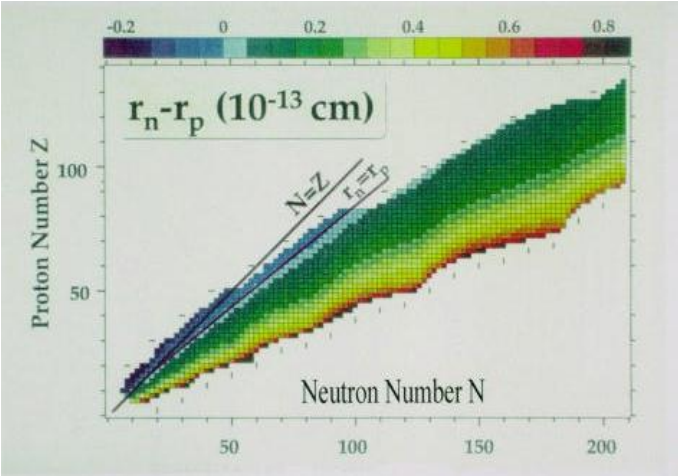 -0.2 0 0.2 0.4 0.6 0.8
rₙ-rₚ (10⁻¹³ cm)
N=Z
rₙ=rₚ
Proton Number Z
100
50
Neutron Number N
50 100 150 200